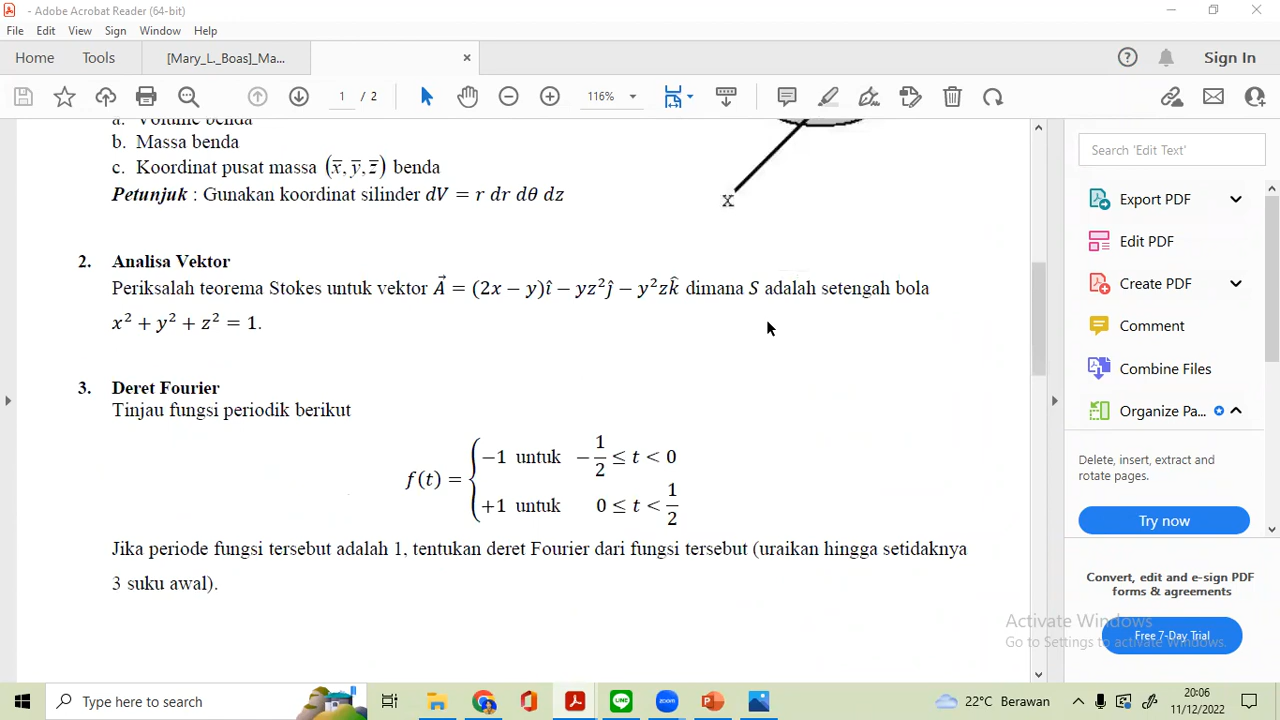 Adobe Acrobat Reader (64-bit)
File Edit View Sign Window Help
Home Tools [Mary_L._Boas]_Ma... ×
Sign In
1 / 2 116%
a. Volume benda
b. Massa benda
c. Koordinat pusat massa (x̅, y̅, z̅) benda
Petunjuk : Gunakan koordinat silinder dV = r dr dθ dz
X
2. Analisa Vektor
Periksalah teorema Stokes untuk vektor A⃗ = (2x − y)î − yz²ĵ − y²zk̂ dimana S adalah setengah bola
x² + y² + z² = 1.
3. Deret Fourier
Tinjau fungsi periodik berikut
f(t) = { −1 untuk − 1/2 ≤ t < 0
+1 untuk 0 ≤ t < 1/2
Jika periode fungsi tersebut adalah 1, tentukan deret Fourier dari fungsi tersebut (uraikan hingga setidaknya
3 suku awal).
Search 'Edit Text'
Export PDF
Edit PDF
Create PDF
Comment
Combine Files
Organize Pa...
Delete, insert, extract and
rotate pages.
Try now
Convert, edit and e-sign PDF
forms & agreements
Activate Windows
Go to Settings to activate Windows.
Free 7-Day Trial
Type here to search
22°C Berawan
20:06
11/12/2022